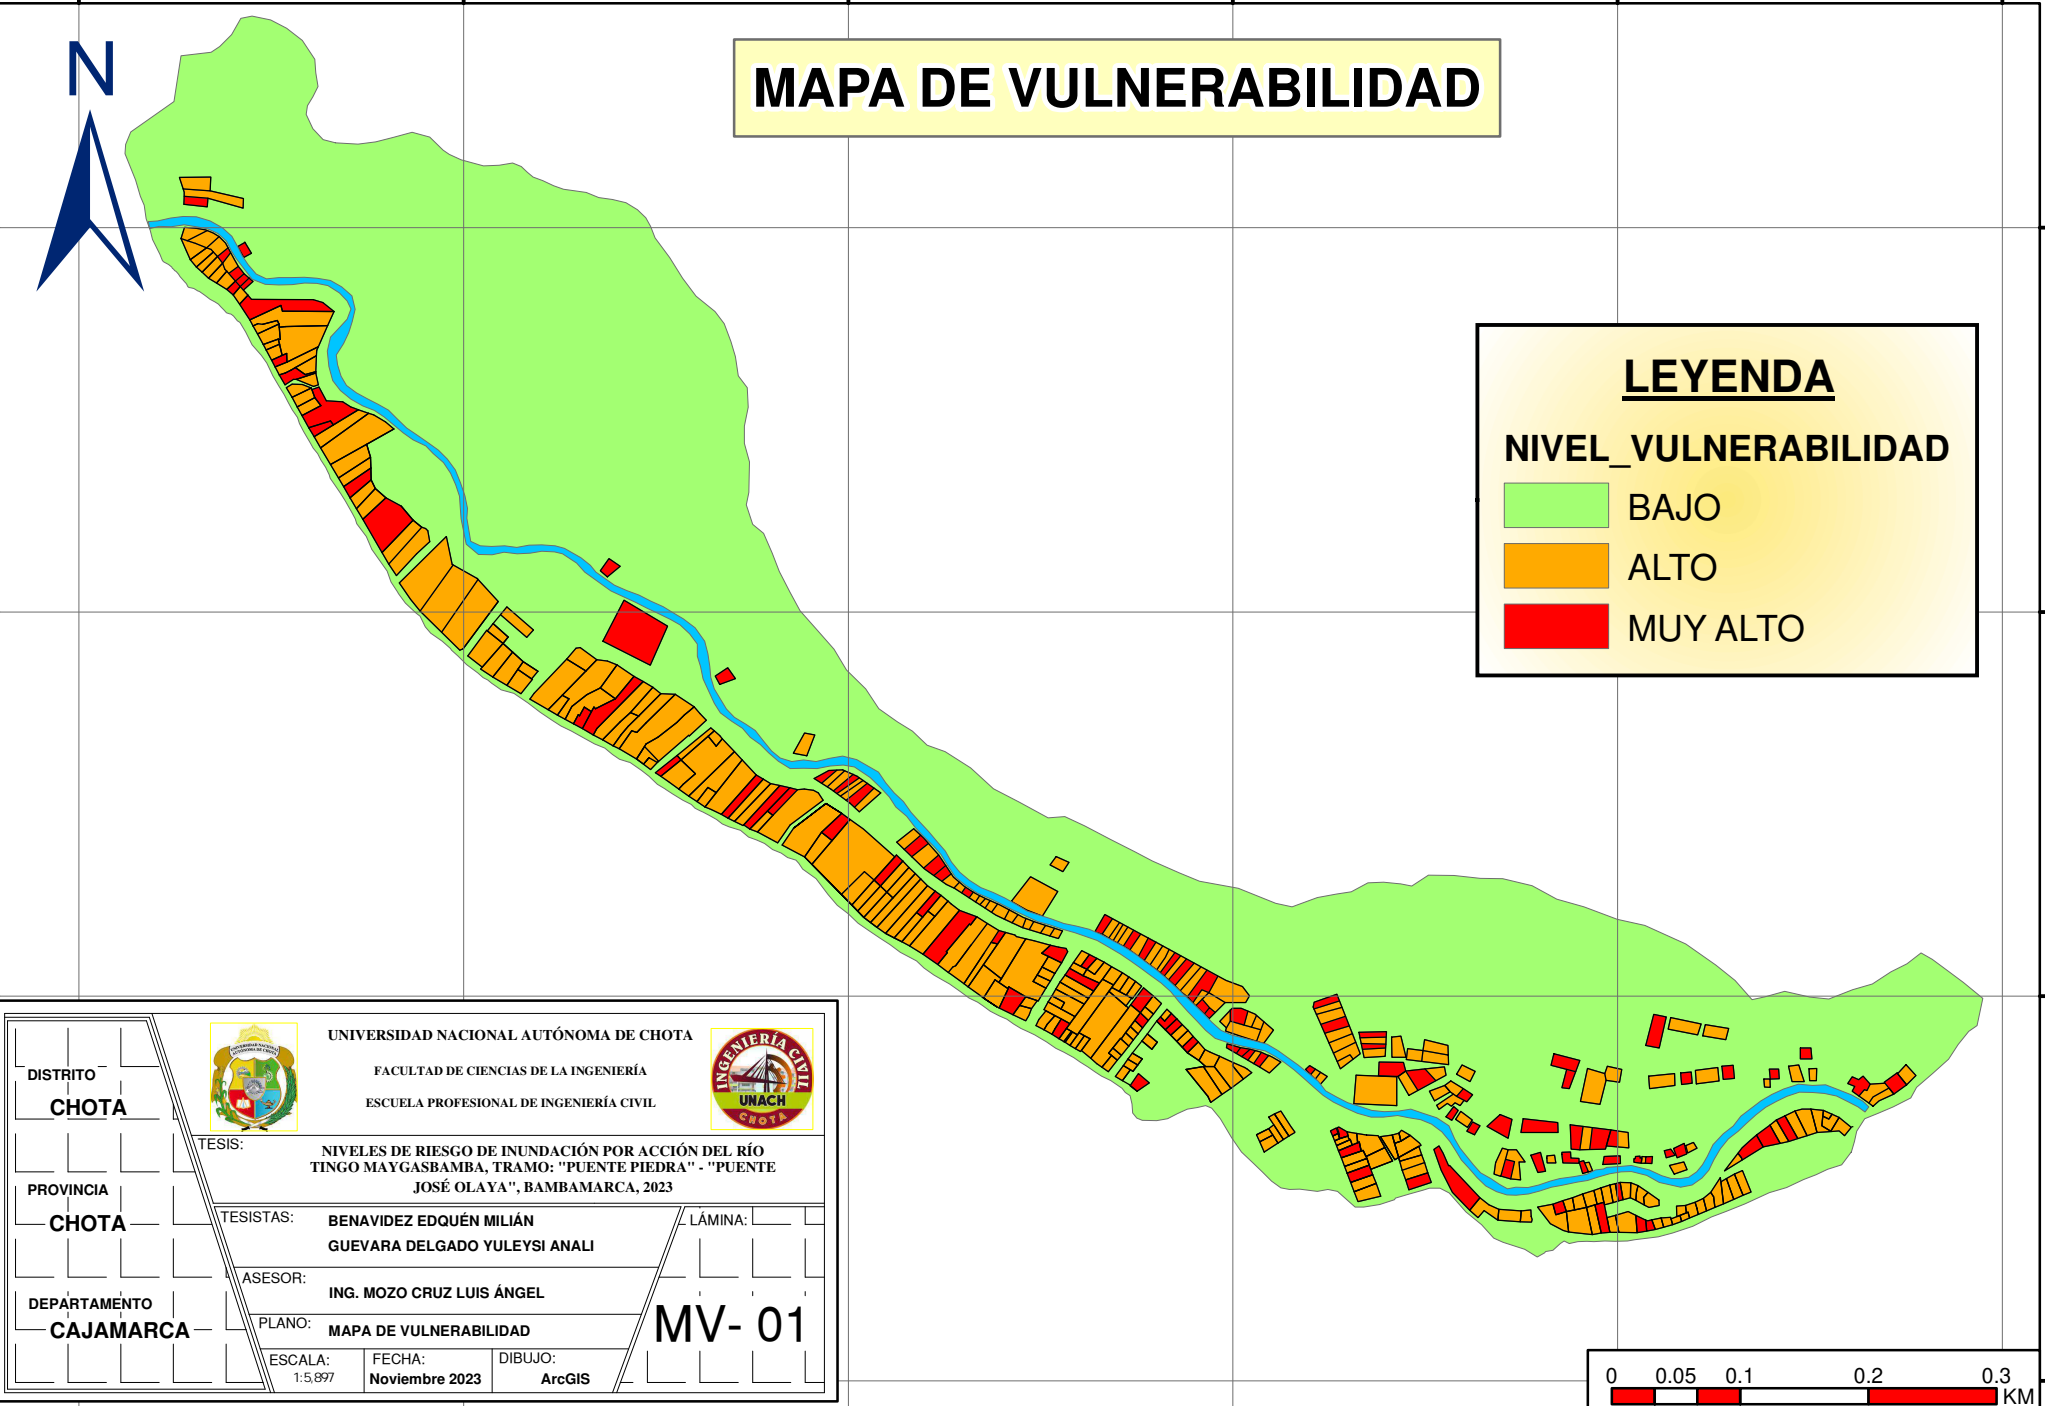 N
MAPA DE VULNERABILIDAD
LEYENDA
NIVEL_VULNERABILIDAD
BAJO
ALTO
MUY ALTO
DISTRITO
CHOTA
PROVINCIA
CHOTA
DEPARTAMENTO
CAJAMARCA
UNIVERSIDAD NACIONAL AUTÓNOMA DE CHOTA
FACULTAD DE CIENCIAS DE LA INGENIERÍA
ESCUELA PROFESIONAL DE INGENIERÍA CIVIL
UNIVERSIDAD NACIONAL
AUTÓNOMA DE CHOTA
INGENIERÍA CIVIL
UNACH
CHOTA
TESIS:
NIVELES DE RIESGO DE INUNDACIÓN POR ACCIÓN DEL RÍO
TINGO MAYGASBAMBA, TRAMO: "PUENTE PIEDRA" - "PUENTE
JOSÉ OLAYA", BAMBAMARCA, 2023
TESISTAS:
BENAVIDEZ EDQUÉN MILIÁN
GUEVARA DELGADO YULEYSI ANALI
LÁMINA:
MV- 01
ASESOR:
ING. MOZO CRUZ LUIS ÁNGEL
PLANO:
MAPA DE VULNERABILIDAD
ESCALA:
1:5,897
FECHA:
Noviembre 2023
DIBUJO:
ArcGIS
0 0.05 0.1 0.2 0.3
KM